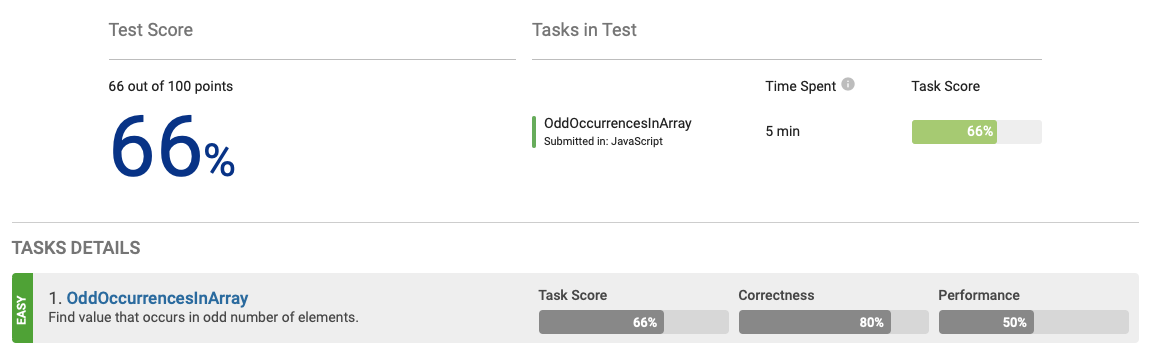 Test Score
Tasks in Test
66 out of 100 points
Time Spent i
Task Score
66%
OddOccurrencesInArray
Submitted in: JavaScript
5 min
66%
TASKS DETAILS
EASY
1. OddOccurrencesInArray
Find value that occurs in odd number of elements.
Task Score
66%
Correctness
80%
Performance
50%